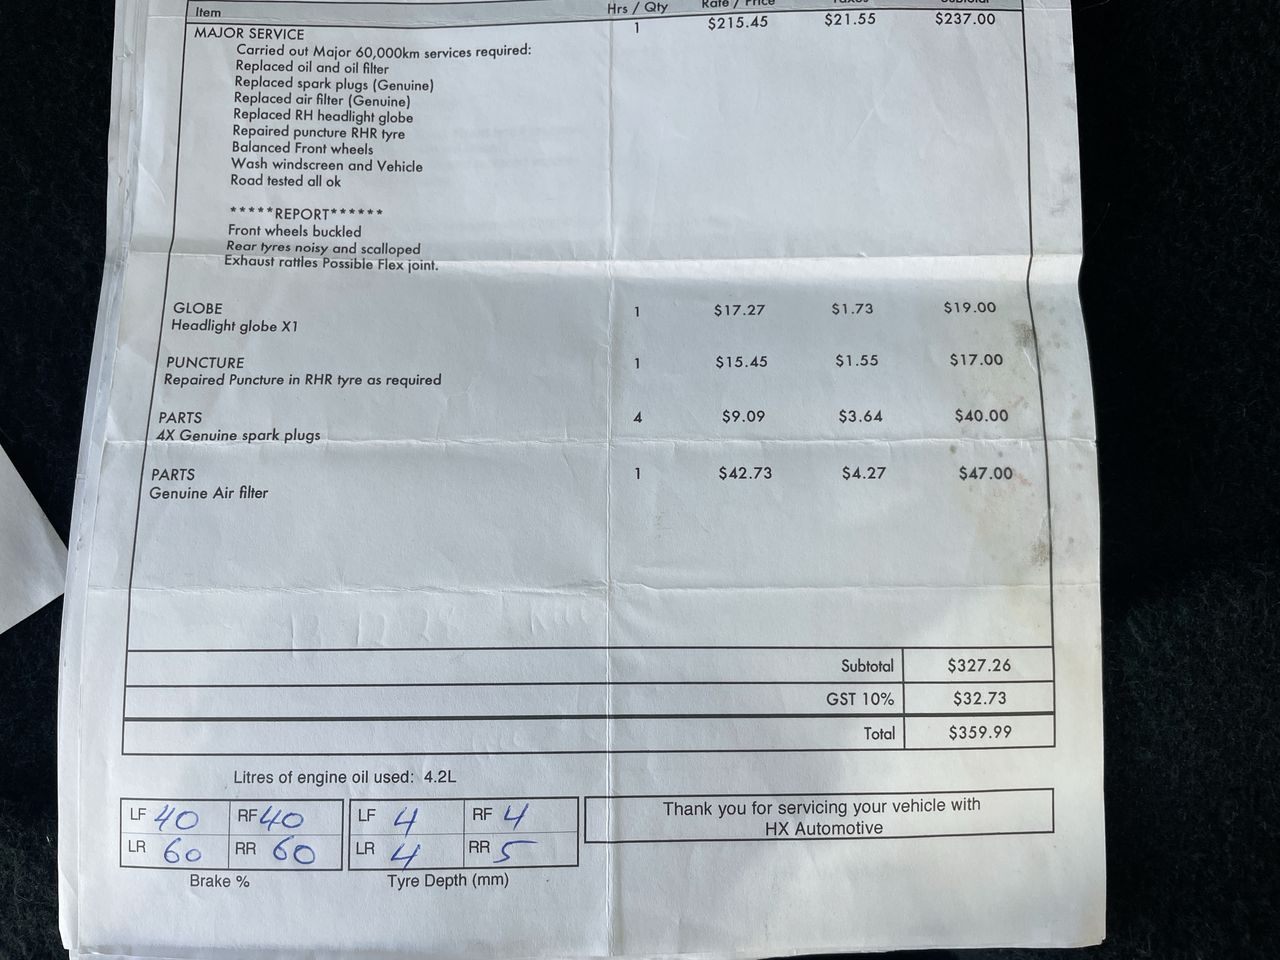 Item Hrs / Qty Rate / Price Taxes Subtotal
MAJOR SERVICE 1 $215.45 $21.55 $237.00
Carried out Major 60,000km services required:
Replaced oil and oil filter
Replaced spark plugs (Genuine)
Replaced air filter (Genuine)
Replaced RH headlight globe
Repaired puncture RHR tyre
Balanced Front wheels
Wash windscreen and Vehicle
Road tested all ok
*****REPORT******
Front wheels buckled
Rear tyres noisy and scalloped
Exhaust rattles Possible Flex joint.
GLOBE 1 $17.27 $1.73 $19.00
Headlight globe X1
PUNCTURE 1 $15.45 $1.55 $17.00
Repaired Puncture in RHR tyre as required
PARTS 4 $9.09 $3.64 $40.00
4X Genuine spark plugs
PARTS 1 $42.73 $4.27 $47.00
Genuine Air filter
Subtotal $327.26
GST 10% $32.73
Total $359.99
Litres of engine oil used: 4.2L
LF 40 RF 40 LF 4 RF 4
LR 60 RR 60 LR 4 RR 5
Brake % Tyre Depth (mm)
Thank you for servicing your vehicle with
HX Automotive